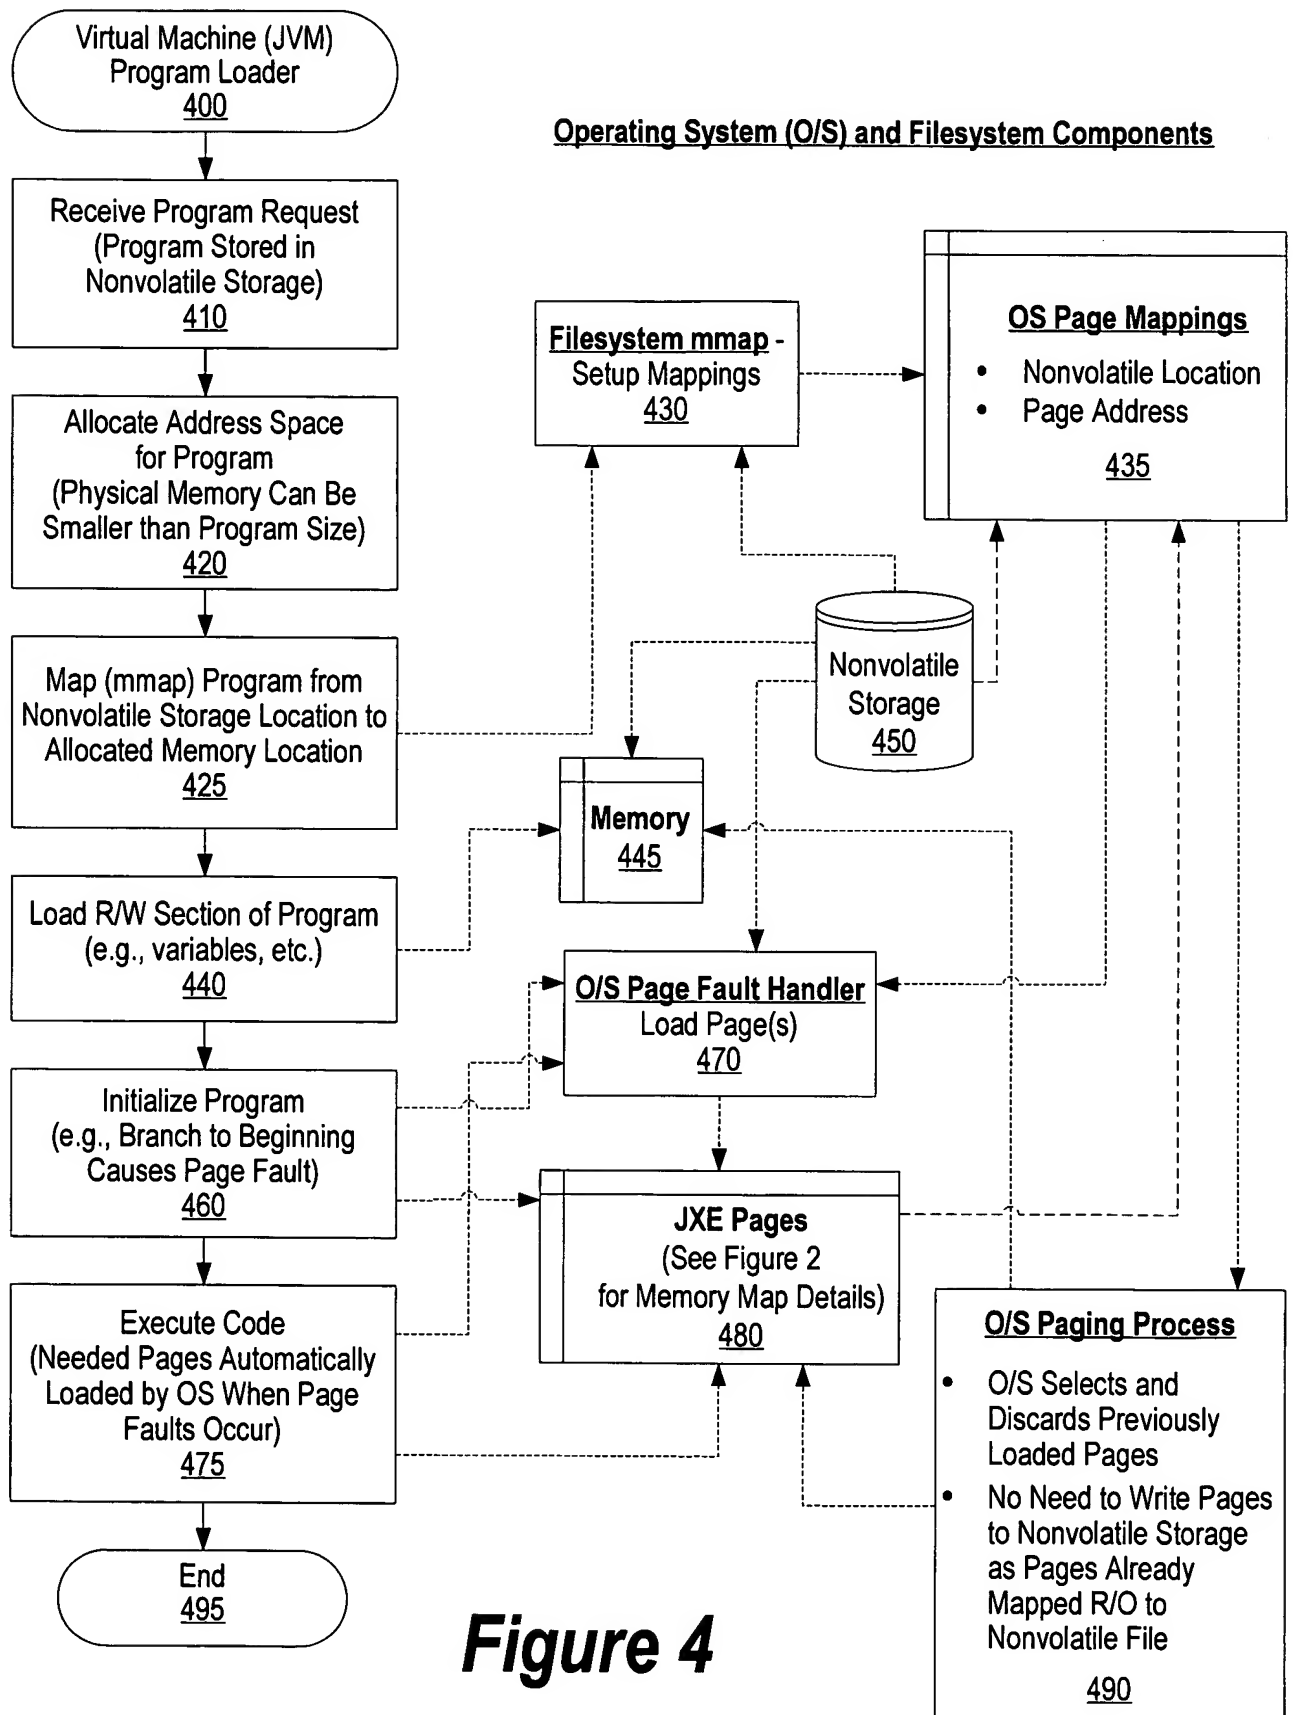 Virtual Machine (JVM)
Program Loader
400
Operating System (O/S) and Filesystem Components
Receive Program Request
(Program Stored in
Nonvolatile Storage)
410
Allocate Address Space
for Program
(Physical Memory Can Be
Smaller than Program Size)
420
Map (mmap) Program from
Nonvolatile Storage Location to
Allocated Memory Location
425
Load R/W Section of Program
(e.g., variables, etc.)
440
Initialize Program
(e.g., Branch to Beginning
Causes Page Fault)
460
Execute Code
(Needed Pages Automatically
Loaded by OS When Page
Faults Occur)
475
End
495
Filesystem mmap -
Setup Mappings
430
OS Page Mappings
• Nonvolatile Location
• Page Address
435
Nonvolatile
Storage
450
Memory
445
O/S Page Fault Handler
Load Page(s)
470
JXE Pages
(See Figure 2
for Memory Map Details)
480
O/S Paging Process
• O/S Selects and
Discards Previously
Loaded Pages
• No Need to Write Pages
to Nonvolatile Storage
as Pages Already
Mapped R/O to
Nonvolatile File
490
Figure 4